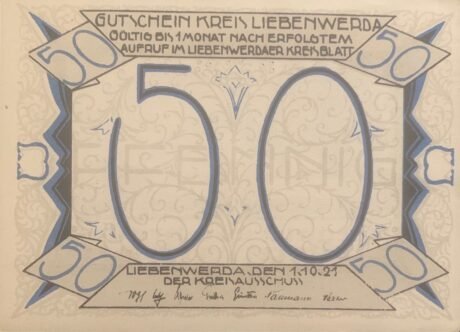 GUTSCHEIN KREIS LIEBENWERDA
GÜLTIG BIS 1 MONAT NACH ERFOLGTEM
AUFRUF IM LIEBENWERDAER KREISBLATT
50
50
50
PFENNIG
50
50
LIEBENWERDA, DEN 1.10.21
DER KREISAUSSCHUSS